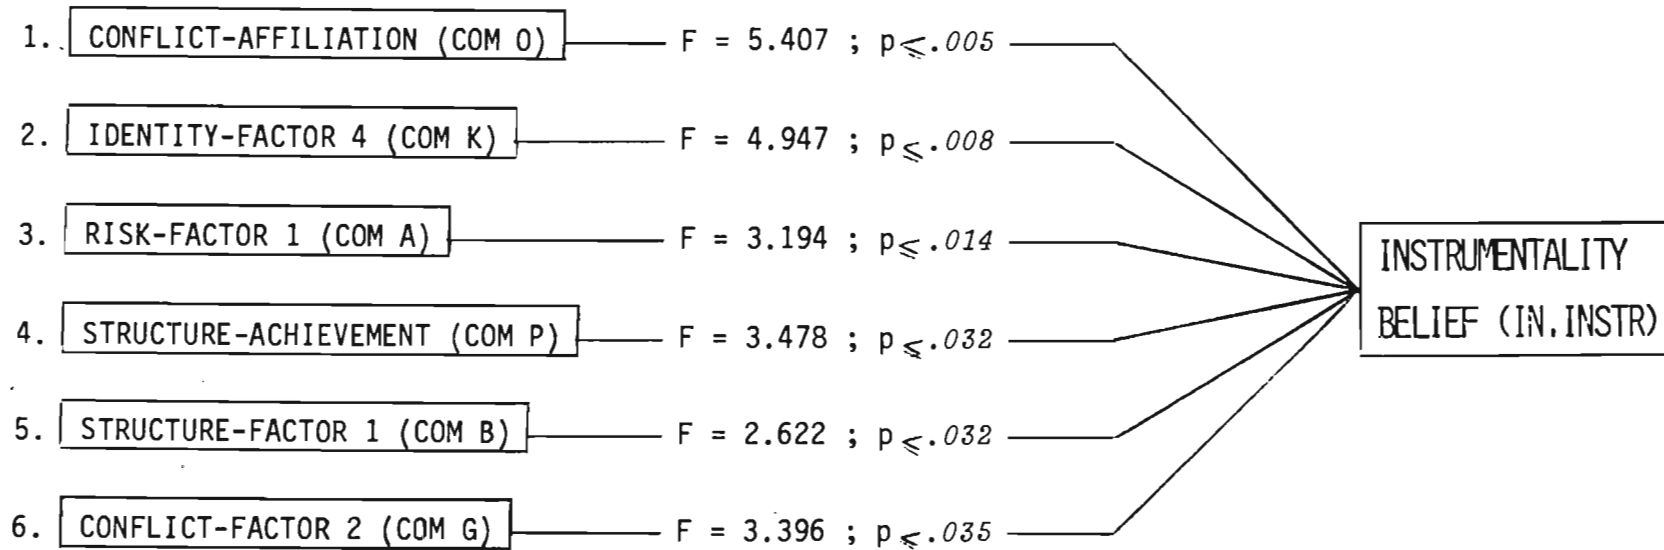 1. CONFLICT-AFFILIATION (COM O) F = 5.407 ; p⩽.005
2. IDENTITY-FACTOR 4 (COM K) F = 4.947 ; p⩽.008
3. RISK-FACTOR 1 (COM A) F = 3.194 ; p⩽.014
4. STRUCTURE-ACHIEVEMENT (COM P) F = 3.478 ; p⩽.032
5. STRUCTURE-FACTOR 1 (COM B) F = 2.622 ; p⩽.032
6. CONFLICT-FACTOR 2 (COM G) F = 3.396 ; p⩽.035
INSTRUMENTALITY
BELIEF (IN.INSTR)